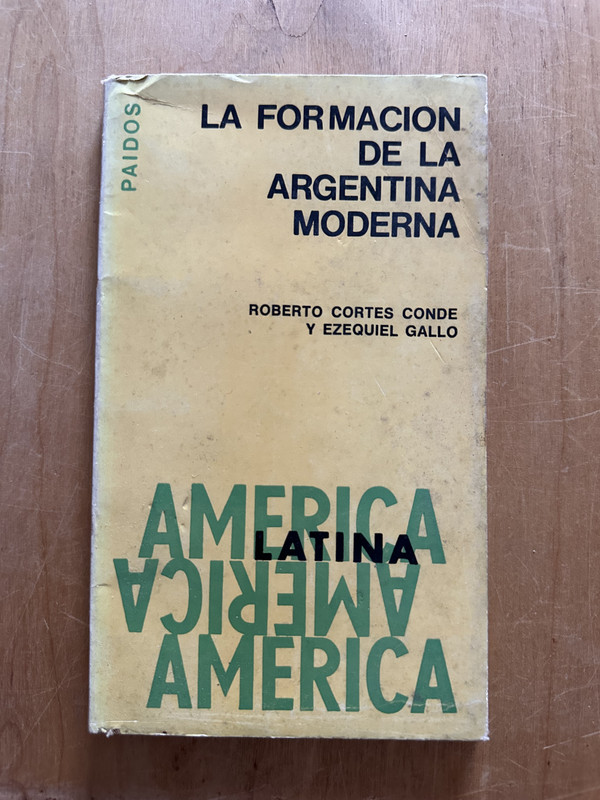 PAIDOS
LA FORMACION
DE LA
ARGENTINA
MODERNA
ROBERTO CORTES CONDE
Y EZEQUIEL GALLO
AMERICA
LATINA
AMERICA
AMERICA